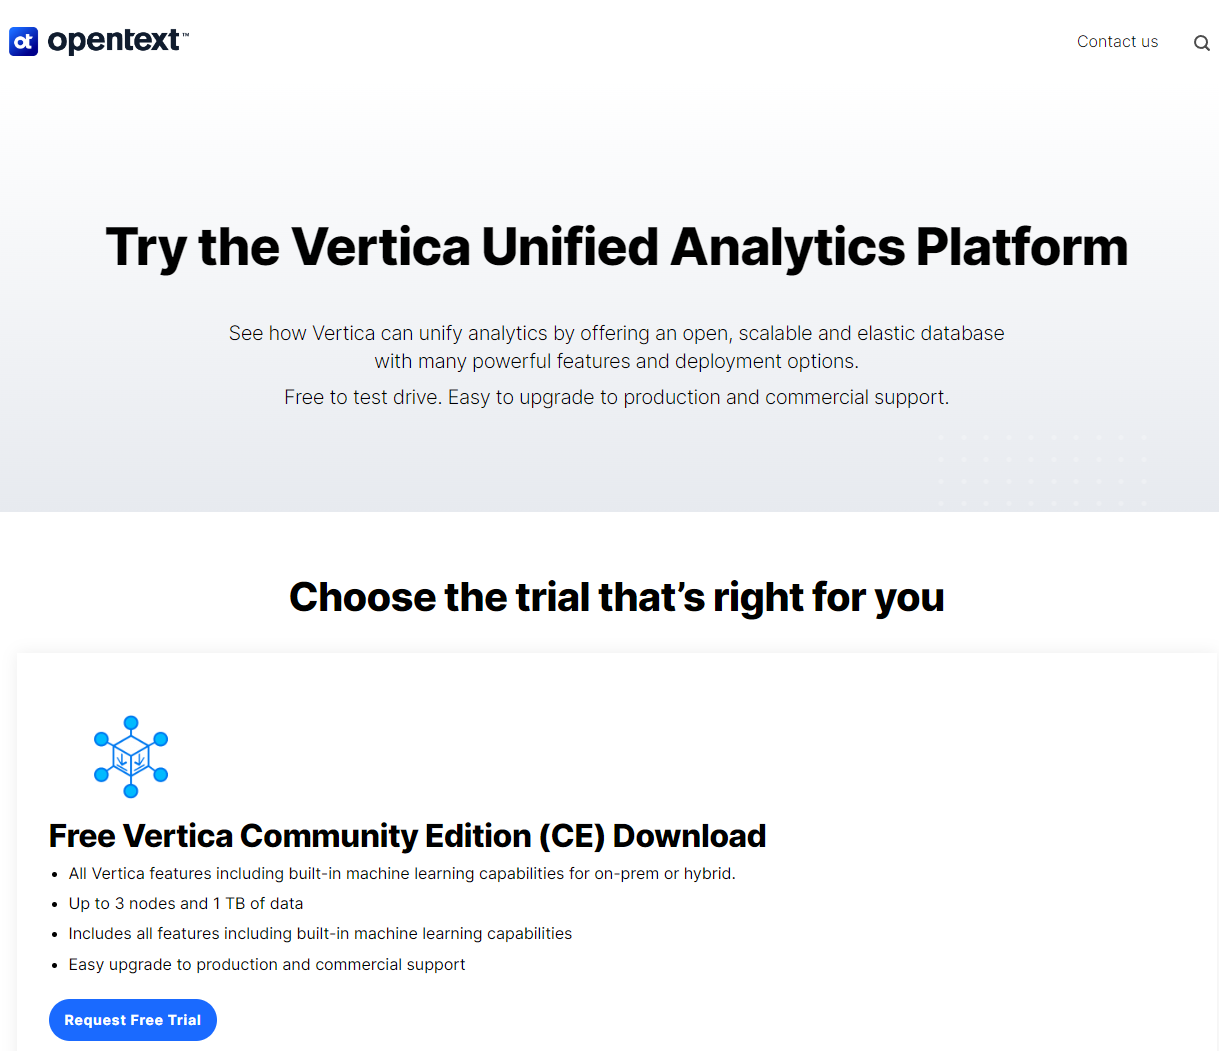 ot opentext™
Contact us
Try the Vertica Unified Analytics Platform
See how Vertica can unify analytics by offering an open, scalable and elastic database
with many powerful features and deployment options.
Free to test drive. Easy to upgrade to production and commercial support.
Choose the trial that’s right for you
Free Vertica Community Edition (CE) Download
• All Vertica features including built-in machine learning capabilities for on-prem or hybrid.
• Up to 3 nodes and 1 TB of data
• Includes all features including built-in machine learning capabilities
• Easy upgrade to production and commercial support
Request Free Trial